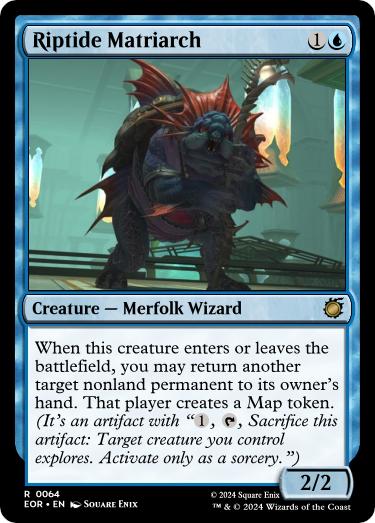 Riptide Matriarch 1
Creature — Merfolk Wizard
When this creature enters or leaves the
battlefield, you may return another
target nonland permanent to its owner's
hand. That player creates a Map token.
(It's an artifact with “1, , Sacrifice this
artifact: Target creature you control
explores. Activate only as a sorcery.”)
2/2
R 0064
EOR • EN SQUARE ENIX
© 2024 Square Enix
™ & © 2024 Wizards of the Coast